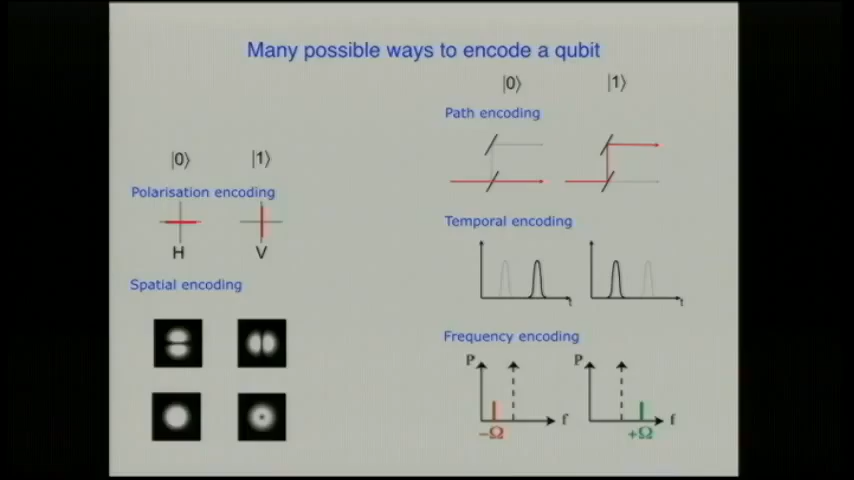 Many possible ways to encode a qubit
|0⟩ |1⟩
Polarisation encoding
H V
Spatial encoding
|0⟩ |1⟩
Path encoding
Temporal encoding
t t
Frequency encoding
P P
f f
−Ω +Ω